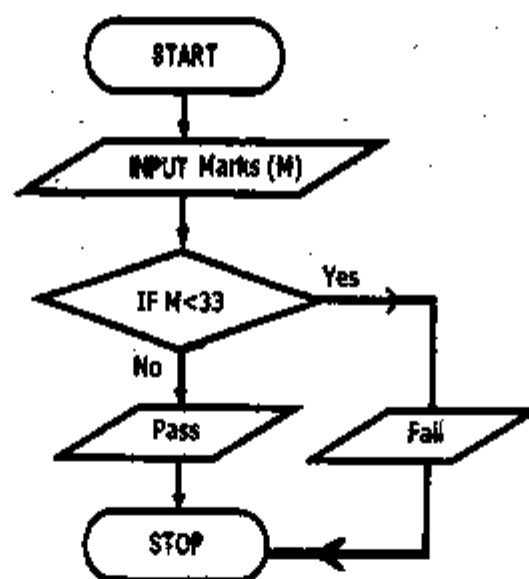 START
INPUT Marks (M)
IF M<33
Yes
No
Pass
Fail
STOP